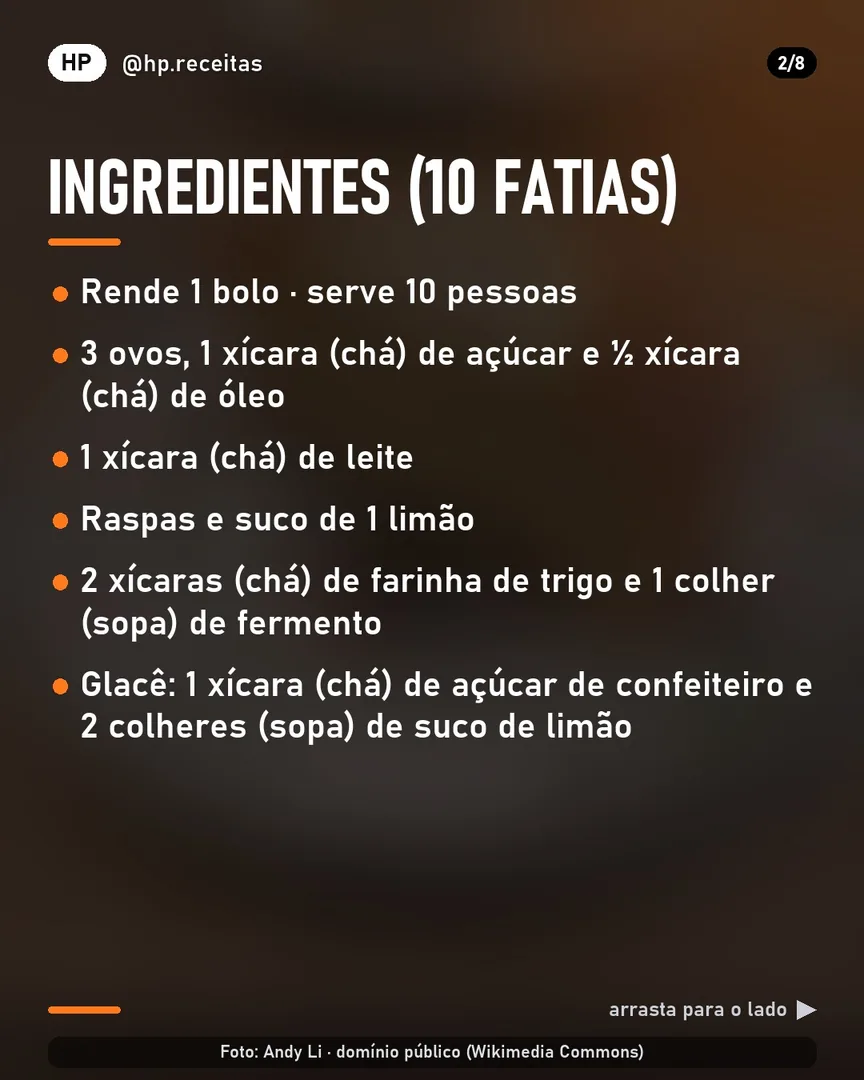 HP @hp.receitas 2/8
INGREDIENTES (10 FATIAS)
• Rende 1 bolo · serve 10 pessoas
• 3 ovos, 1 xícara (chá) de açúcar e ½ xícara
(chá) de óleo
• 1 xícara (chá) de leite
• Raspas e suco de 1 limão
• 2 xícaras (chá) de farinha de trigo e 1 colher
(sopa) de fermento
• Glacê: 1 xícara (chá) de açúcar de confeiteiro e
2 colheres (sopa) de suco de limão
arrasta para o lado ▶
Foto: Andy Li · domínio público (Wikimedia Commons)